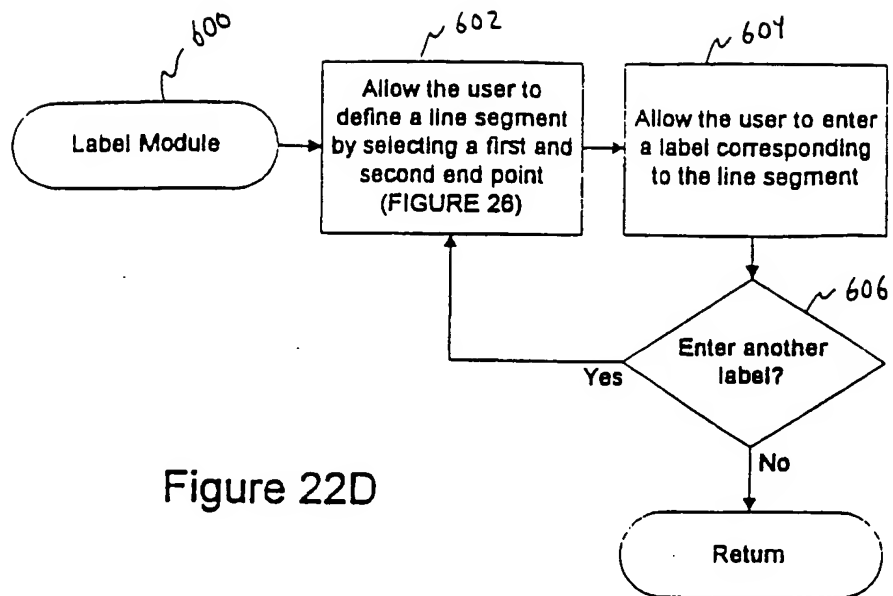 600
Label Module
602
Allow the user to
define a line segment
by selecting a first and
second end point
(FIGURE 26)
604
Allow the user to enter
a label corresponding
to the line segment
606
Enter another
label?
Yes
No
Return
Figure 22D